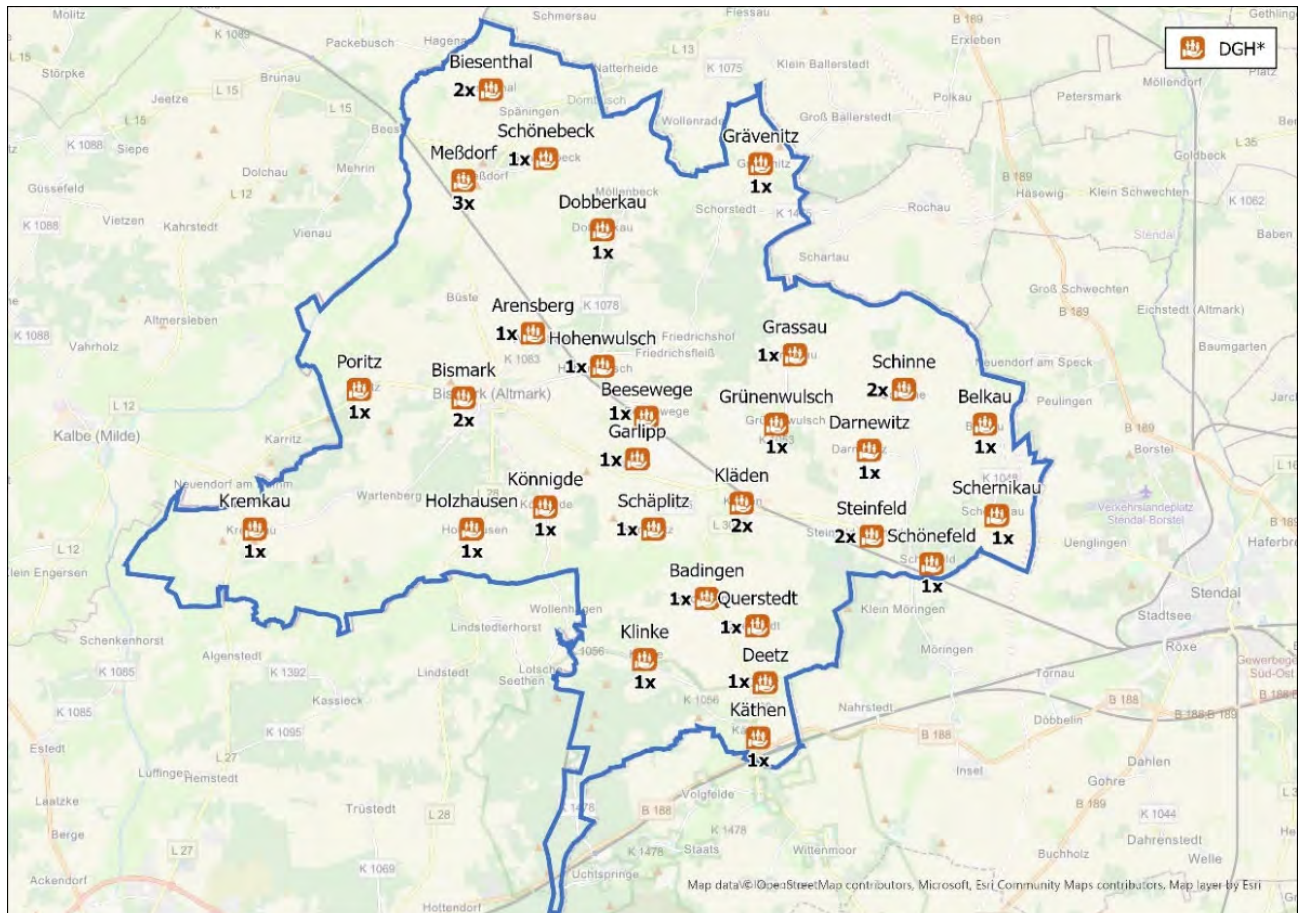 DGH*
Biesenthal
2x
Schönebeck
1x
Meßdorf
3x
Grävenitz
1x
Dobberkau
1x
Arensberg
1x
Hohenwulsch
1x
Grassau
1x
Poritz
1x
Bismark
2x
Schinne
2x
Beesewege
1x
Grünenwulsch
1x
Belkau
1x
Garlipp
1x
Darnewitz
1x
Könnigde
1x
Kläden
2x
Schernikau
1x
Kremkau
1x
Holzhausen
1x
Schäplitz
1x
Steinfeld
2x
Schönefeld
1x
Badingen
1x
Querstedt
1x
Klinke
1x
Deetz
1x
Käthen
1x
Schmersau
Flessau
Packebusch
K 1089
Molitz
Störpke
Jeetze
L 15
Brunau
L 15
K 1088
Siepe
Mehrin
Dolchau
L 12
Güssefeld
K 1088
Vietzen
Kahrstedt
Vienau
Altmersleben
Vahrholz
K 1088
L 12
Kalbe (Milde)
Karritz
Büste
K 1083
K 1078
Friedrichshof
Friedrichsfleiß
Natterheide
L 13
K 1075
Klein Ballerstedt
Späningen
Wollenrade
Möllenbeck
Schorstedt
Groß Ballerstedt
Polkau
Petersmark
Möllendorf
B 189
Erxleben
Goldbeck
L 35
B 189
Häsewig
Klein Schwechten
K 1062
Rochau
Stendal
Baben
Schartau
Groß Schwechten
B 189
Eichstedt (Altmark)
Baumgarten
Neuendorf am Speck
Peulingen
B 189
Borstel
Verkehrslandeplatz
Stendal-Borstel
Uenglingen
Stendal
Stadtsee
Röxe
Wartenberg
L 12
Klein Engersen
Schenkenhorst
K 1085
Algenstedt
K 1392
Lindstedterhorst
Lindstedt
Wollenhagen
Lotsche
Seethen
K 1056
Klein Möringen
Möringen
Tornau
B 188
Kassieck
K 1085
K 1095
Estedt
L 27
Lüffingen
Hemstedt
Laatzke
Berge
Trüstedt
L 28
L 27
K 1069
Ackendorf
Hottendorf
K 1478
B 188
K 1478
Uchtspringe
Volgfelde
K 1478
Staats
Wittenmoor
Nahrstedt
B 188
Döbbelin
Insel
Dahlen
Gohre
B 189
K 1044
Dahrenstedt
Buchholz
Welle
Map data © OpenStreetMap contributors, Microsoft, Esri Community Maps contributors, Map layer by Esri